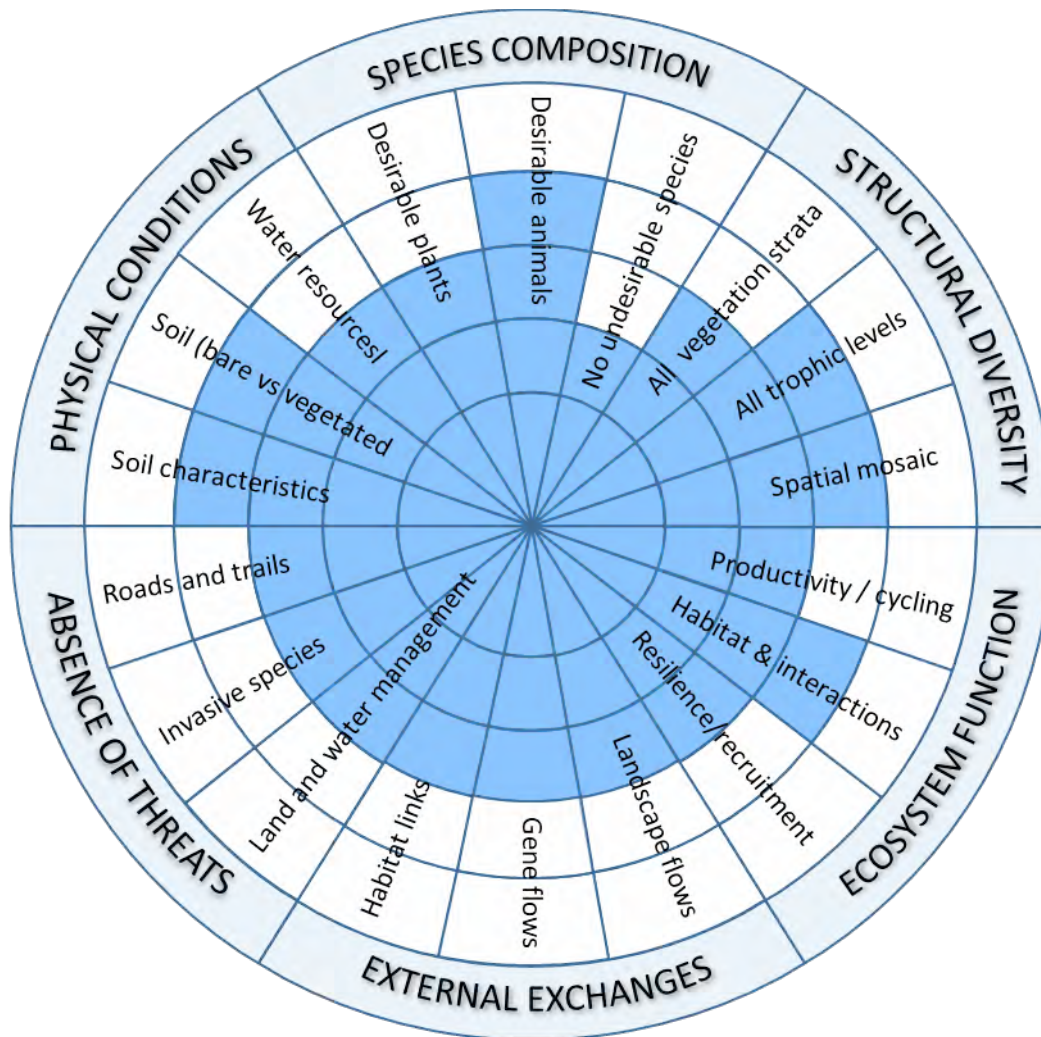 SPECIES COMPOSITION
Desirable plants
Desirable animals
No undesirable species
STRUCTURAL DIVERSITY
All vegetation strata
All trophic levels
Spatial mosaic
ECOSYSTEM FUNCTION
Productivity / cycling
Habitat & interactions
Resilience/recruitment
EXTERNAL EXCHANGES
Landscape flows
Gene flows
Habitat links
ABSENCE OF THREATS
Land and water management
Invasive species
Roads and trails
PHYSICAL CONDITIONS
Soil characteristics
Soil (bare vs vegetated
Water resourcesl